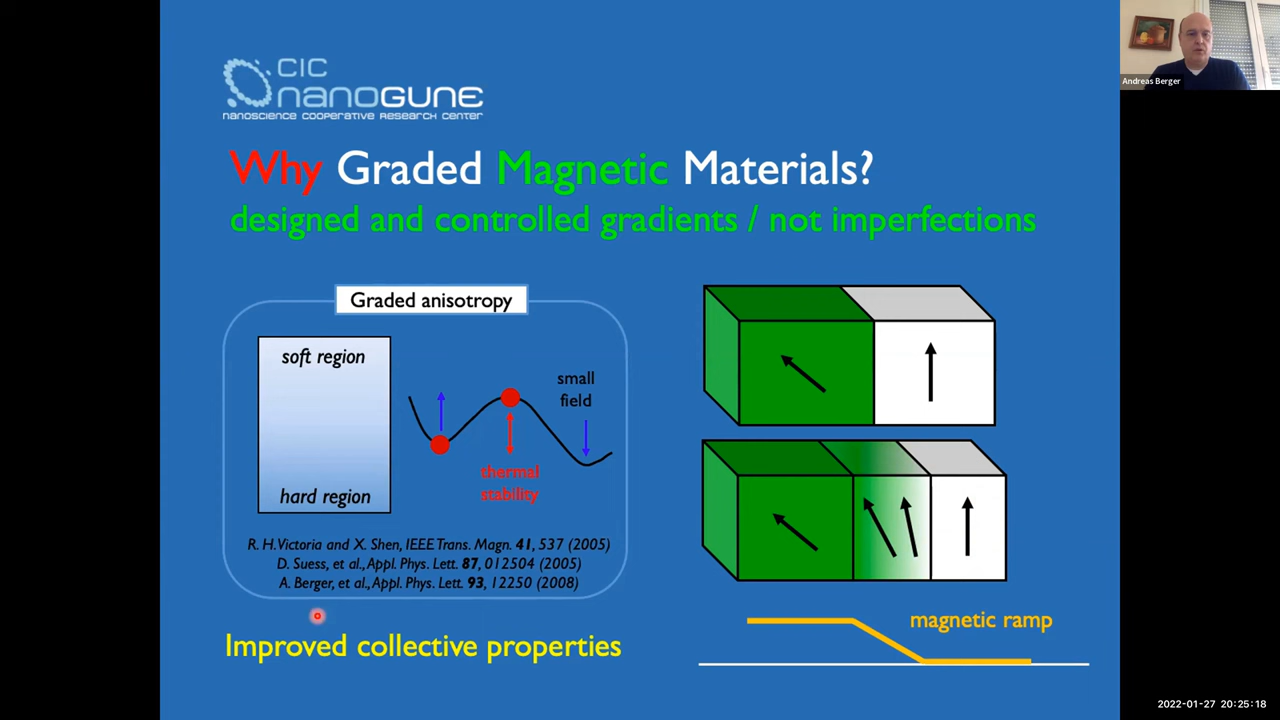 CIC
nanoGUNE
NANOSCIENCE COOPERATIVE RESEARCH CENTER
Andreas Berger
Why Graded Magnetic Materials?
designed and controlled gradients / not imperfections
Graded anisotropy
soft region
hard region
small
field
thermal
stability
R. H. Victoria and X. Shen, IEEE Trans. Magn. 41, 537 (2005)
D. Suess, et al., Appl. Phys. Lett. 87, 012504 (2005)
A. Berger, et al., Appl. Phys. Lett. 93, 12250 (2008)
Improved collective properties
magnetic ramp
2022-01-27 20:25:18